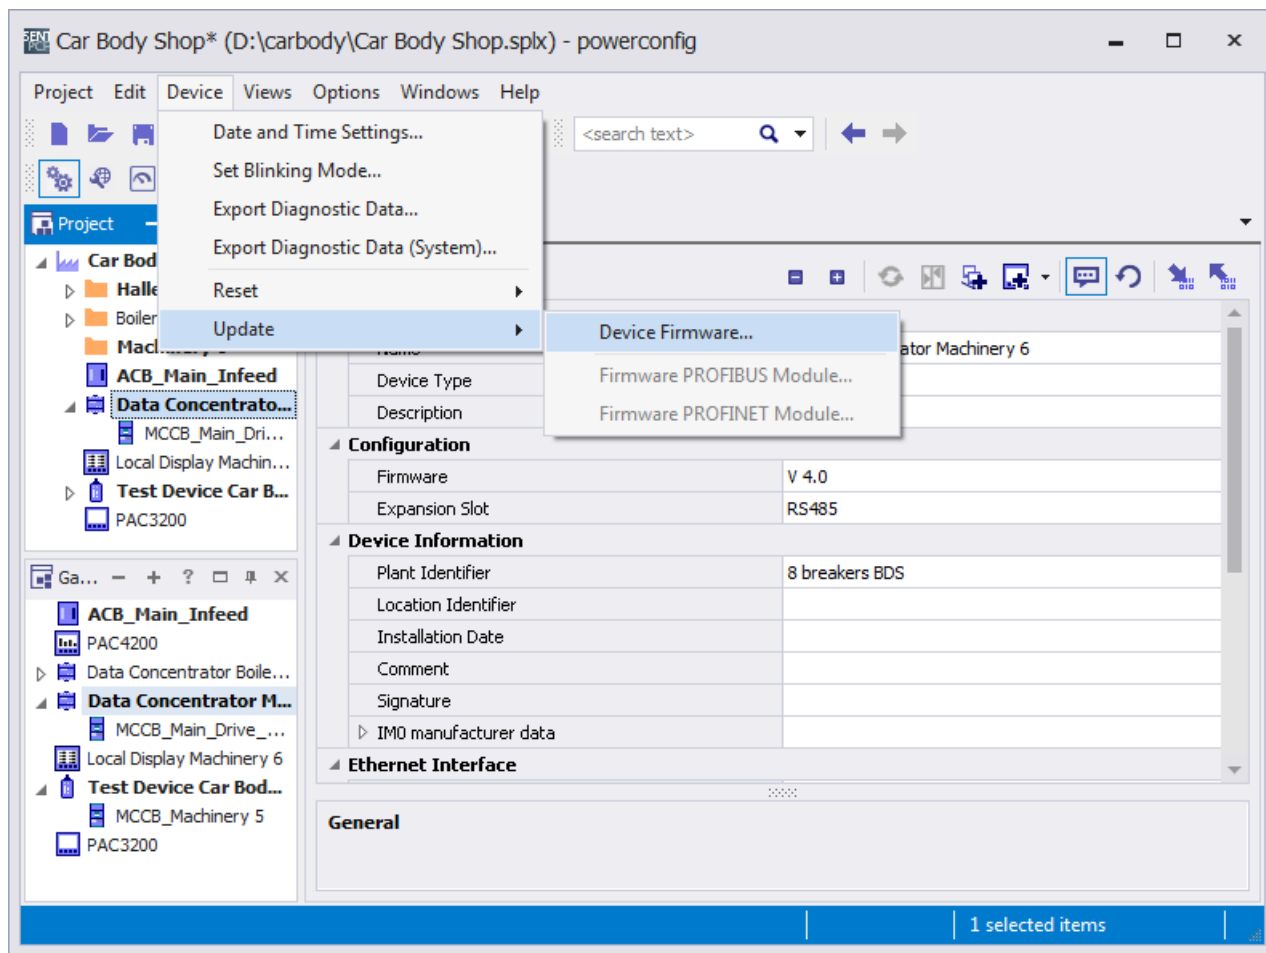 Car Body Shop* (D:\carbody\Car Body Shop.splx) - powerconfig
Project Edit Device Views Options Windows Help
Date and Time Settings...
<search text>
Set Blinking Mode...
Export Diagnostic Data...
Export Diagnostic Data (System)...
Reset
Update
Device Firmware...
Firmware PROFIBUS Module...
Firmware PROFINET Module...
Project
Car Bod
Halle
Boiler
ACB_Main_Infeed
Data Concentrato...
MCCB_Main_Dri...
Local Display Machin...
Test Device Car B...
PAC3200
Ga...
ACB_Main_Infeed
PAC4200
Data Concentrator Boile...
Data Concentrator M...
MCCB_Main_Drive_...
Local Display Machinery 6
Test Device Car Bod...
MCCB_Machinery 5
PAC3200
ator Machinery 6
Device Type
Description
Configuration
Firmware V 4.0
Expansion Slot RS485
Device Information
Plant Identifier 8 breakers BDS
Location Identifier
Installation Date
Comment
Signature
IM0 manufacturer data
Ethernet Interface
General
1 selected items